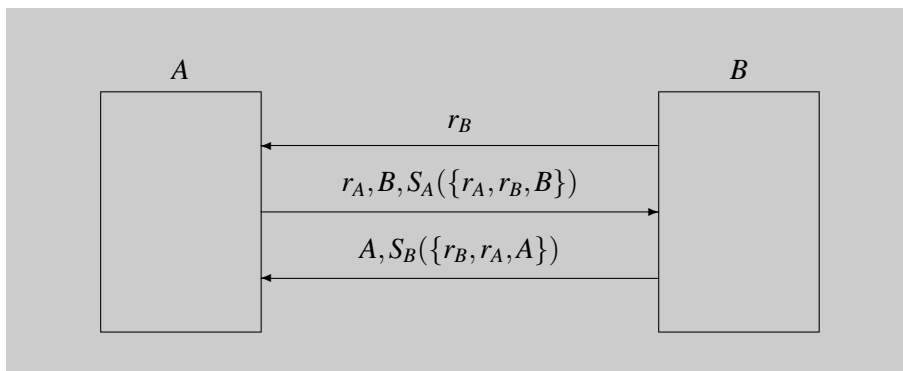 A B
r_B
r_A, B, S_A({r_A, r_B, B})
A, S_B({r_B, r_A, A})